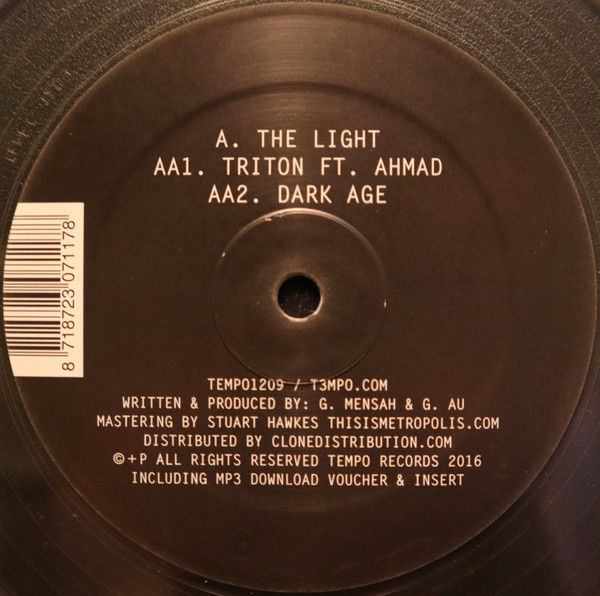 A. THE LIGHT
AA1. TRITON FT. AHMAD
AA2. DARK AGE
8 718723 071178
TEMPO1209 / T3MPO.COM
WRITTEN & PRODUCED BY: G. MENSAH & G. AU
MASTERING BY STUART HAWKES THISISMETROPOLIS.COM
DISTRIBUTED BY CLONEDISTRIBUTION.COM
©+P ALL RIGHTS RESERVED TEMPO RECORDS 2016
INCLUDING MP3 DOWNLOAD VOUCHER & INSERT